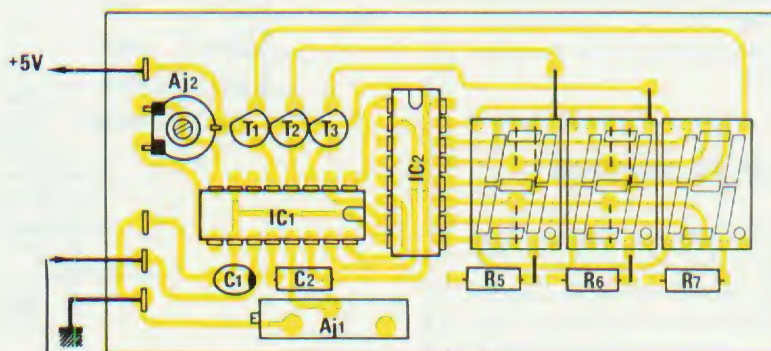 +5V
Aj2
T1 T2 T3
IC2
IC1
C1 C2
R5 R6 R7
Aj1